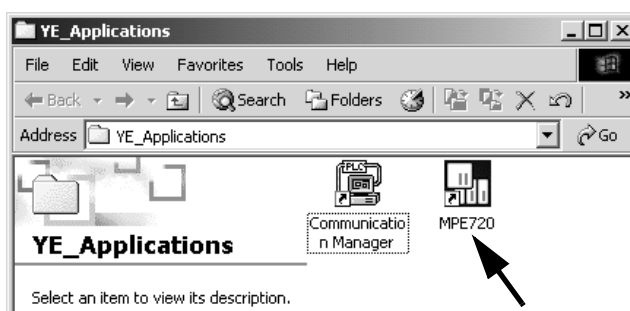 YE_Applications
File Edit View Favorites Tools Help
Back Search Folders »
Address YE_Applications Go
PLC
Communicatio
n Manager
MPE720
YE_Applications
Select an item to view its description.